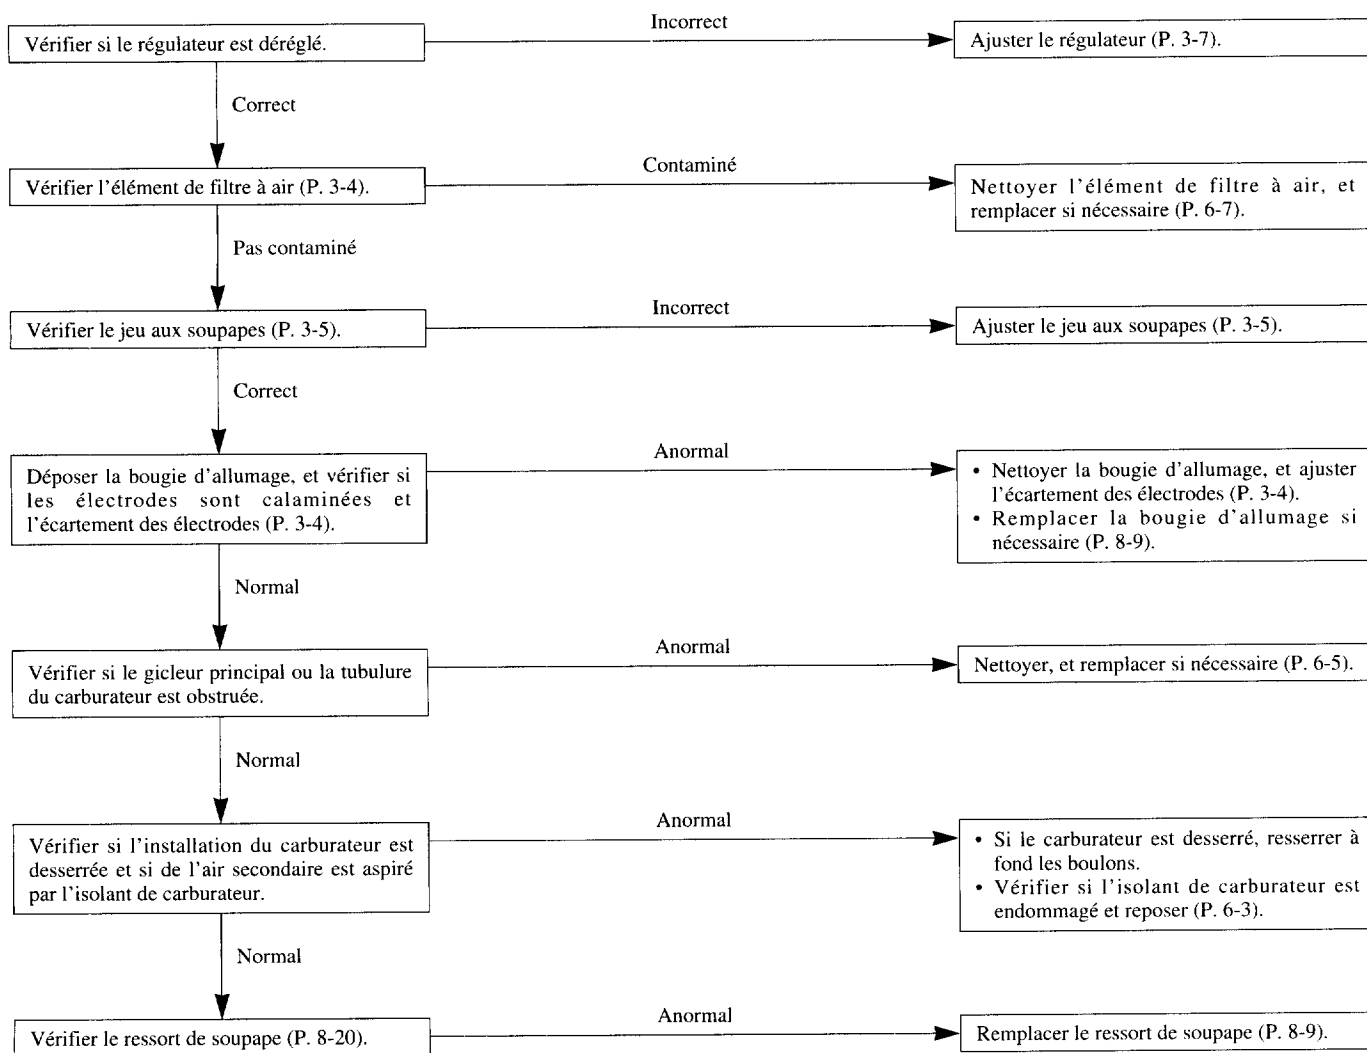 Vérifier si le régulateur est déréglé.
Incorrect
Ajuster le régulateur (P. 3-7).
Correct
Vérifier l'élément de filtre à air (P. 3-4).
Contaminé
Nettoyer l'élément de filtre à air, et
remplacer si nécessaire (P. 6-7).
Pas contaminé
Vérifier le jeu aux soupapes (P. 3-5).
Incorrect
Ajuster le jeu aux soupapes (P. 3-5).
Correct
Déposer la bougie d'allumage, et vérifier si
les électrodes sont calaminées et
l'écartement des électrodes (P. 3-4).
Anormal
• Nettoyer la bougie d'allumage, et ajuster
l'écartement des électrodes (P. 3-4).
• Remplacer la bougie d'allumage si
nécessaire (P. 8-9).
Normal
Vérifier si le gicleur principal ou la tubulure
du carburateur est obstruée.
Anormal
Nettoyer, et remplacer si nécessaire (P. 6-5).
Normal
Vérifier si l'installation du carburateur est
desserrée et si de l'air secondaire est aspiré
par l'isolant de carburateur.
Anormal
• Si le carburateur est desserré, resserrer à
fond les boulons.
• Vérifier si l'isolant de carburateur est
endommagé et reposer (P. 6-3).
Normal
Vérifier le ressort de soupape (P. 8-20).
Anormal
Remplacer le ressort de soupape (P. 8-9).